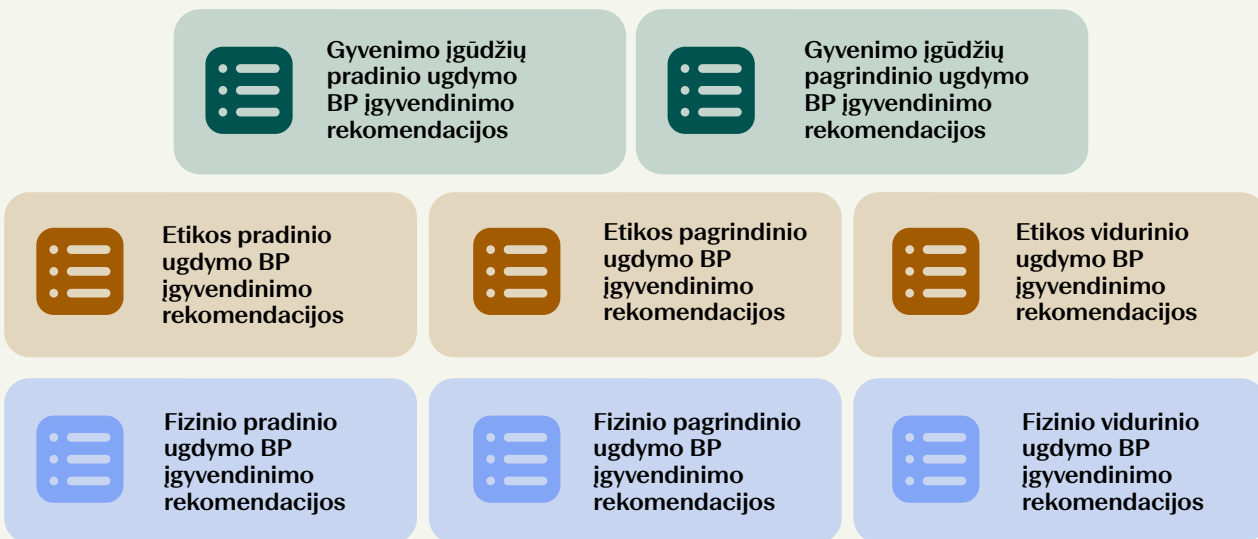 Gyvenimo įgūdžių
pradinio ugdymo
BP įgyvendinimo
rekomendacijos
Gyvenimo įgūdžių
pagrindinio ugdymo
BP įgyvendinimo
rekomendacijos
Etikos pradinio
ugdymo BP
įgyvendinimo
rekomendacijos
Etikos pagrindinio
ugdymo BP
įgyvendinimo
rekomendacijos
Etikos vidurinio
ugdymo BP
įgyvendinimo
rekomendacijos
Fizinio pradinio
ugdymo BP
įgyvendinimo
rekomendacijos
Fizinio pagrindinio
ugdymo BP
įgyvendinimo
rekomendacijos
Fizinio vidurinio
ugdymo BP
įgyvendinimo
rekomendacijos